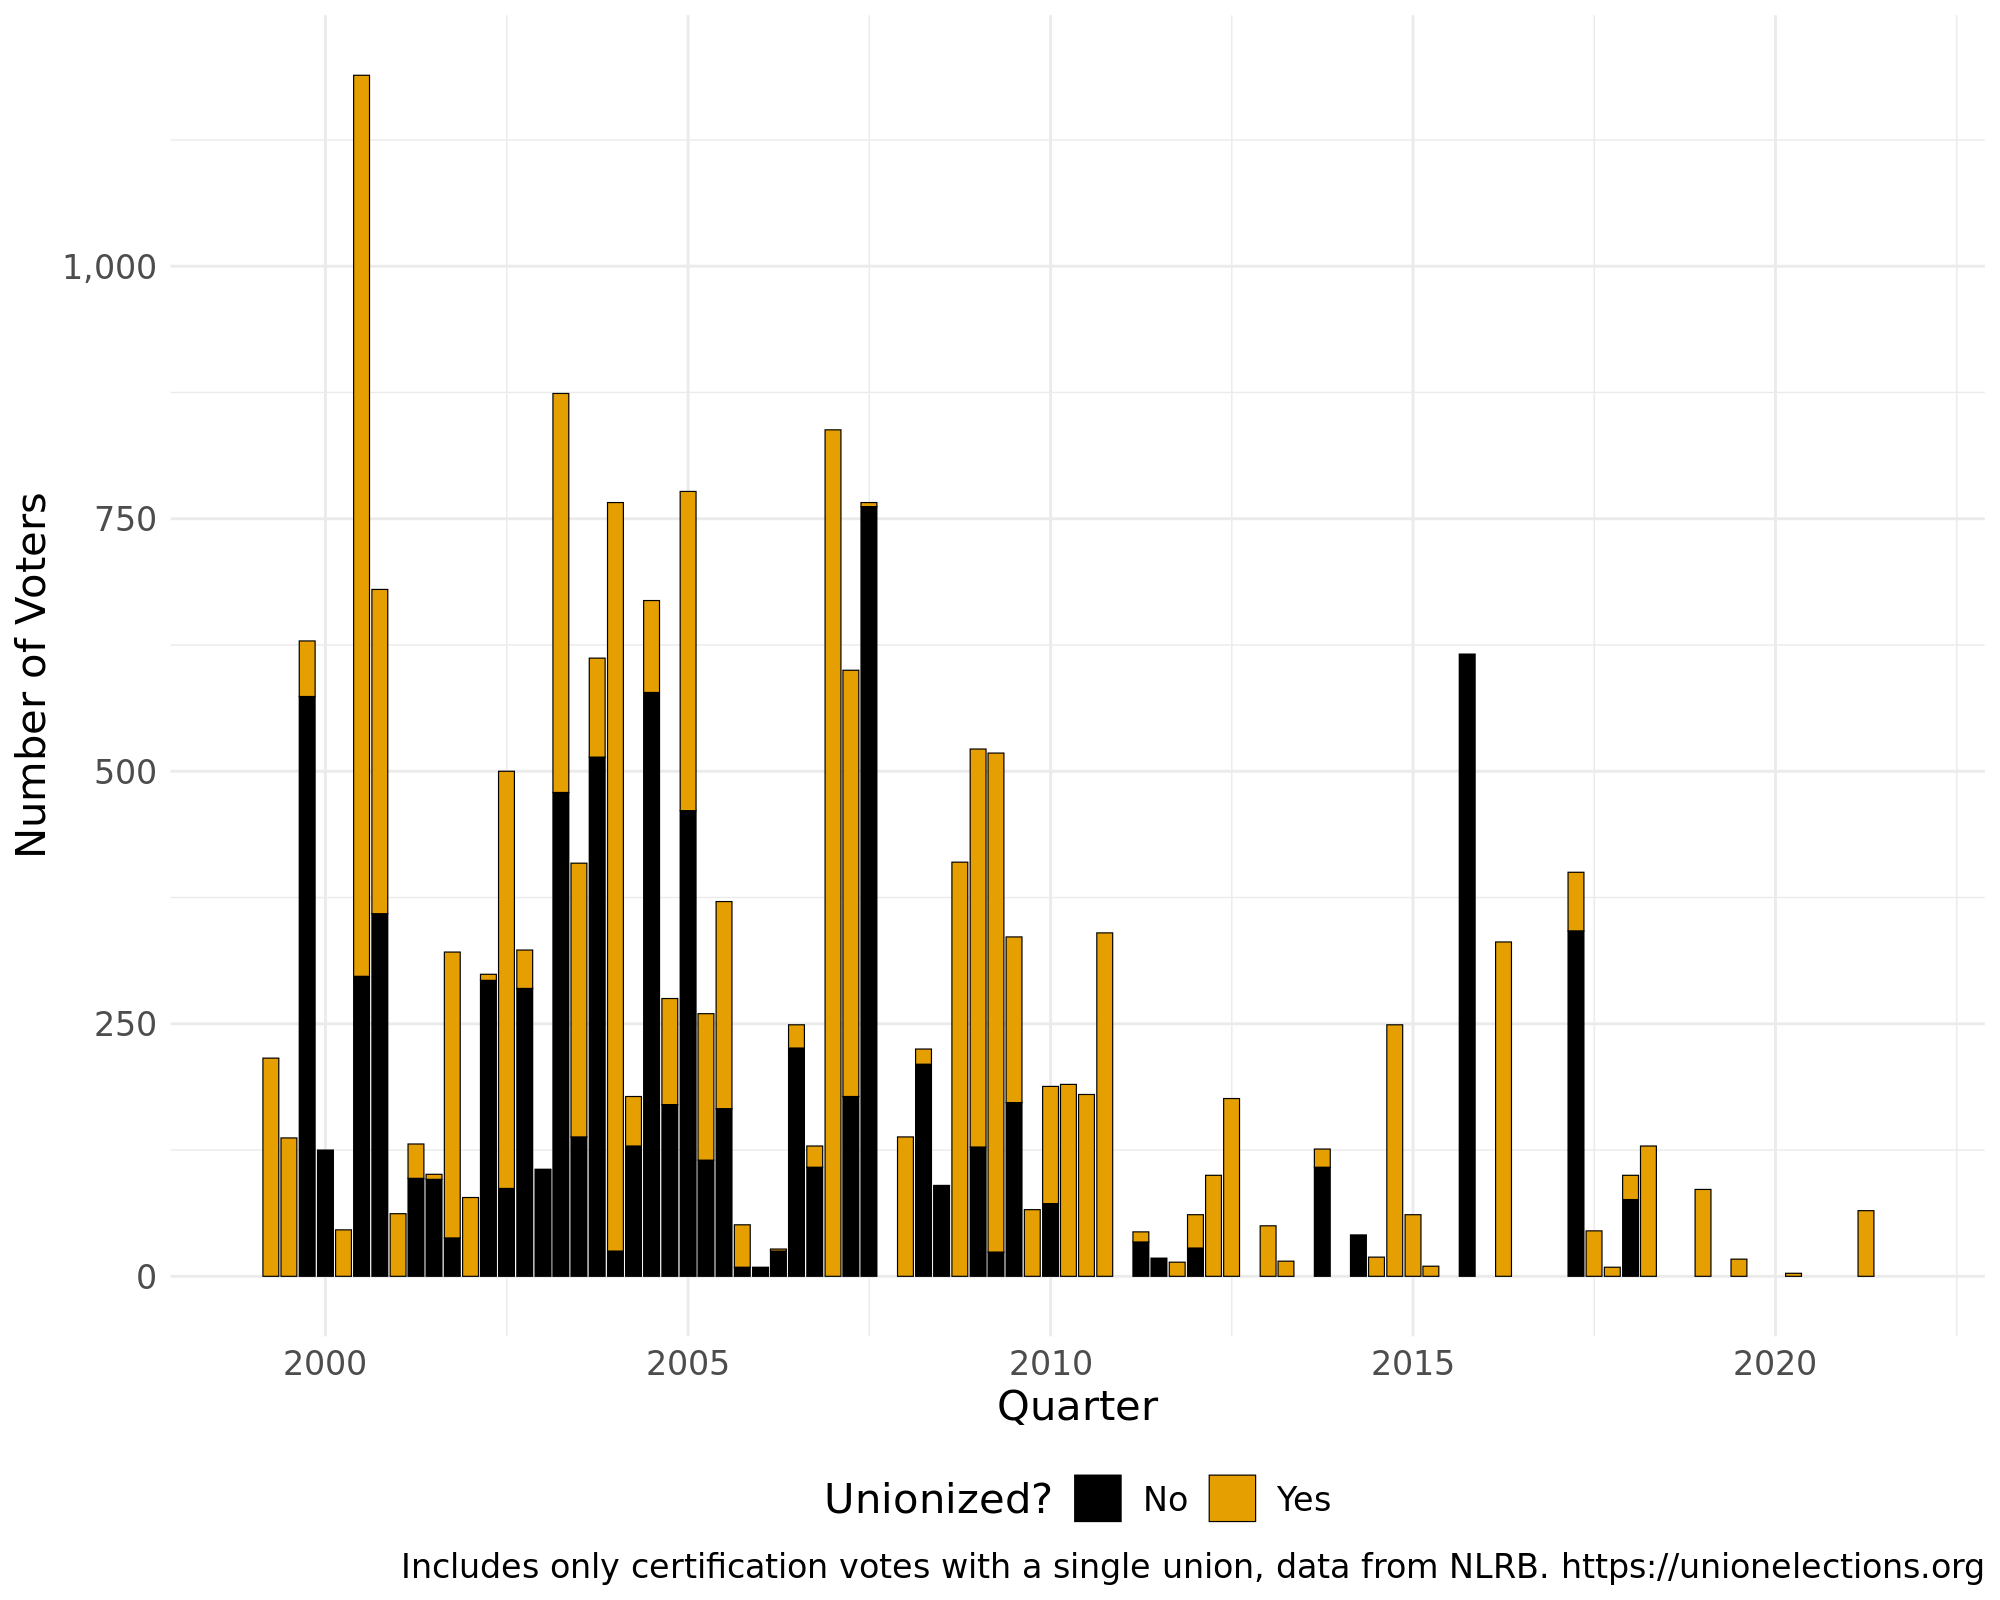 Number of Voters
1,000
750
500
250
0
2000 2005 2010 2015 2020
Quarter
Unionized? No Yes
Includes only certification votes with a single union, data from NLRB. https://unionelections.org